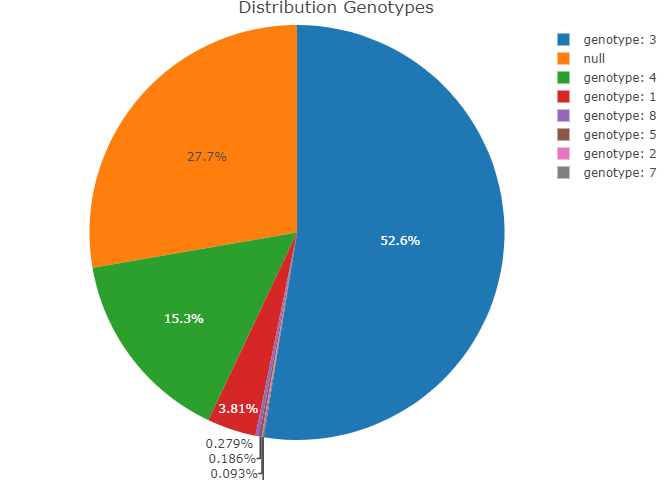 Distribution Genotypes
genotype: 3
null
genotype: 4
genotype: 1
genotype: 8
genotype: 5
genotype: 2
genotype: 7
27.7%
52.6%
15.3%
3.81%
0.279%
0.186%
0.093%